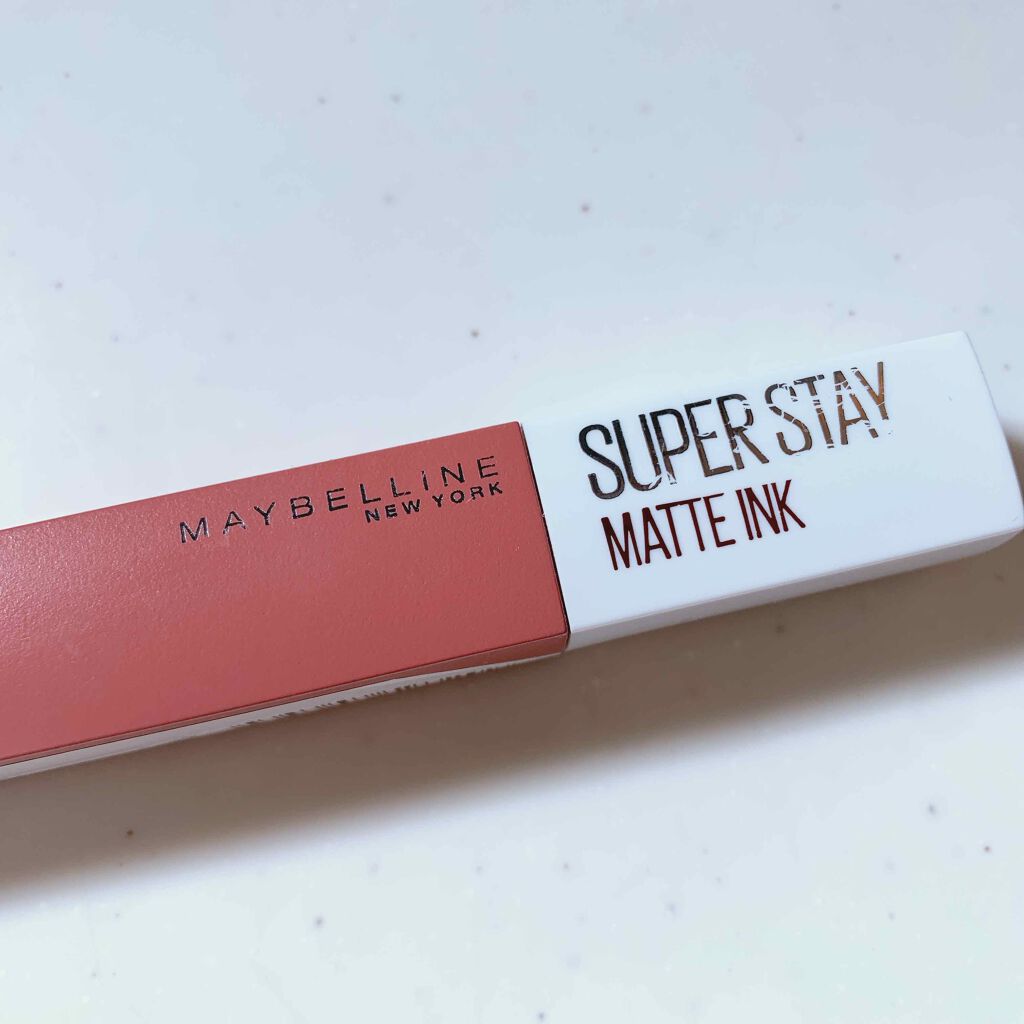 MAYBELLINE
NEW YORK
SUPER STAY
MATTE INK